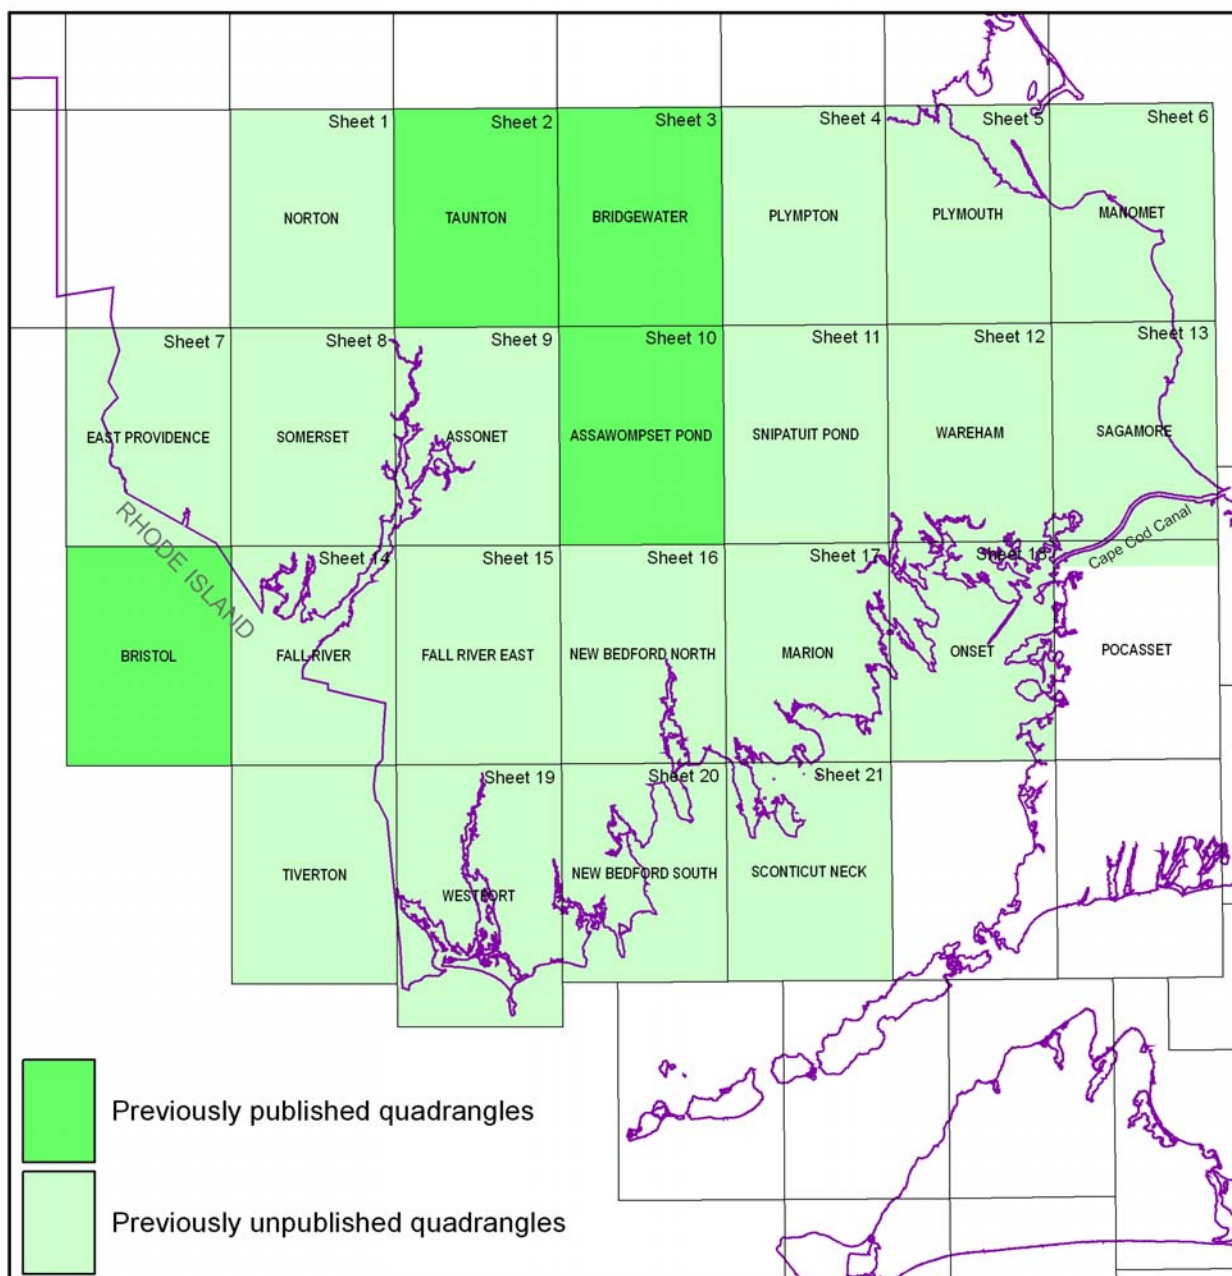 Sheet 1
Sheet 2
Sheet 3
Sheet 4
Sheet 5
Sheet 6
NORTON
TAUNTON
BRIDGEWATER
PLYMPTON
PLYMOUTH
MANOMET
Sheet 7
Sheet 8
Sheet 9
Sheet 10
Sheet 11
Sheet 12
Sheet 13
EAST PROVIDENCE
SOMERSET
ASSONET
ASSAWOMPSET POND
SNIPATUIT POND
WAREHAM
SAGAMORE
RHODE ISLAND
Cape Cod Canal
Sheet 14
Sheet 15
Sheet 16
Sheet 17
Sheet 18
BRISTOL
FALL RIVER
FALL RIVER EAST
NEW BEDFORD NORTH
MARION
ONSET
POCASSET
Sheet 19
Sheet 20
Sheet 21
TIVERTON
WESTPORT
NEW BEDFORD SOUTH
SCONTICUT NECK
Previously published quadrangles
Previously unpublished quadrangles